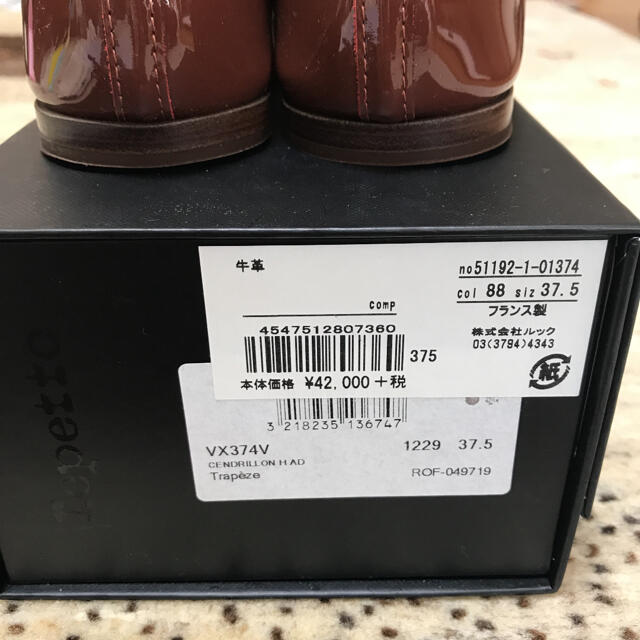 牛革
no51192-1-01374
comp
col 88 siz 37.5
フランス製
4547512807360
375
株式会社ルック
03(3794)4343
本体価格 ¥42,000 +税
紙
3 218235 136747
VX374V 1229 37.5
CENDRILLON H AD
Trapèze ROF-049719
repetto